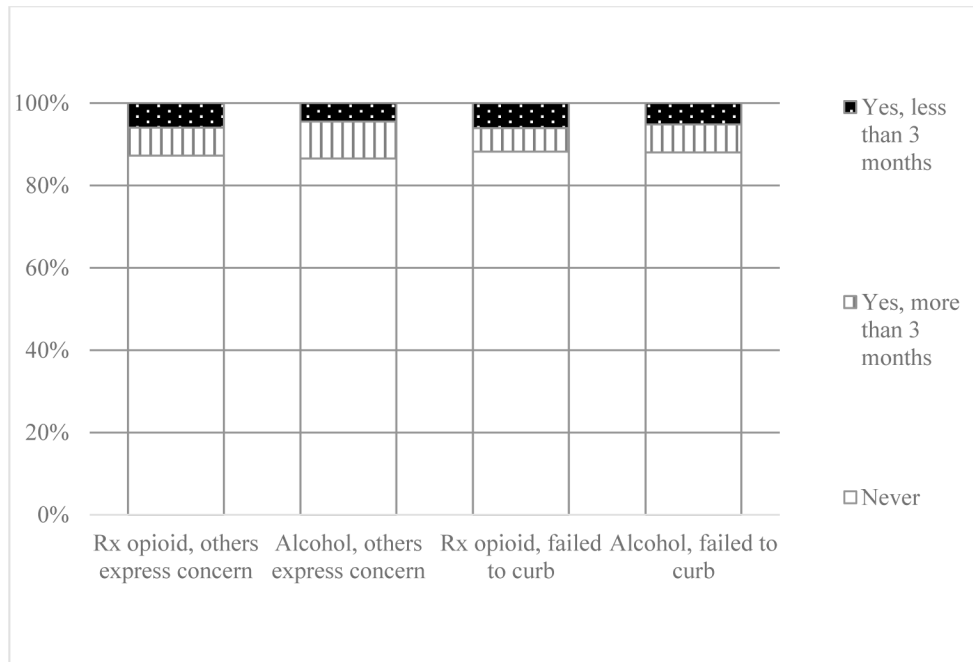 100%
80%
60%
40%
20%
0%
Rx opioid, others
express concern
Alcohol, others
express concern
Rx opioid, failed
to curb
Alcohol, failed to
curb
Yes, less
than 3
months
Yes, more
than 3
months
Never